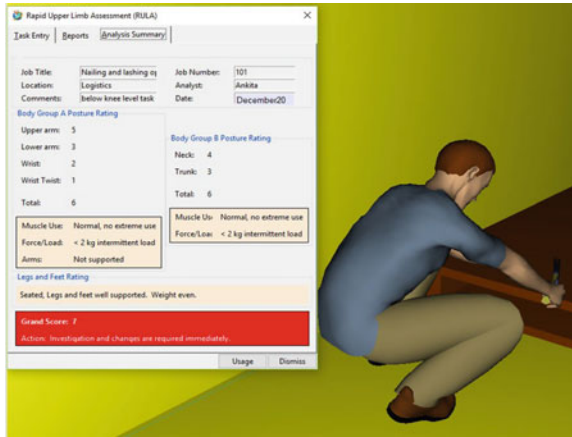 Rapid Upper Limb Assessment (RULA)
Task Entry Reports Analysis Summary
Job Title: Nailing and lashing op Job Number: 101
Location: Logistics Analyst: Ankita
Comments: below knee level task Date: December20
Body Group A Posture Rating
Upper arm: 5
Lower arm: 3
Wrist: 2
Wrist Twist: 1
Total: 6
Muscle Use: Normal, no extreme use
Force/Load: < 2 kg intermittent load
Arms: Not supported
Body Group B Posture Rating
Neck: 4
Trunk: 3
Total: 6
Muscle Us Normal, no extreme use
Force/Loa: < 2 kg intermittent load
Legs and Feet Rating
Seated, Legs and feet well supported. Weight even.
Grand Score: 7
Action: Investigation and changes are required immediately.
Usage Dismiss